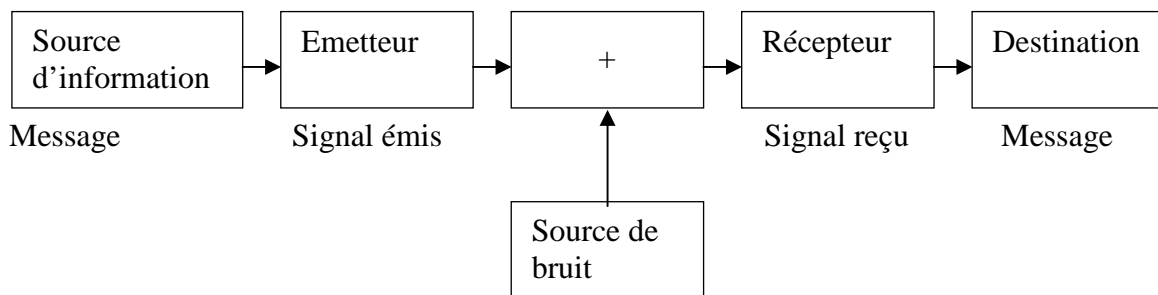 Source
d’information
Emetteur
+
Récepteur
Destination
Message
Signal émis
Signal reçu
Message
Source de
bruit